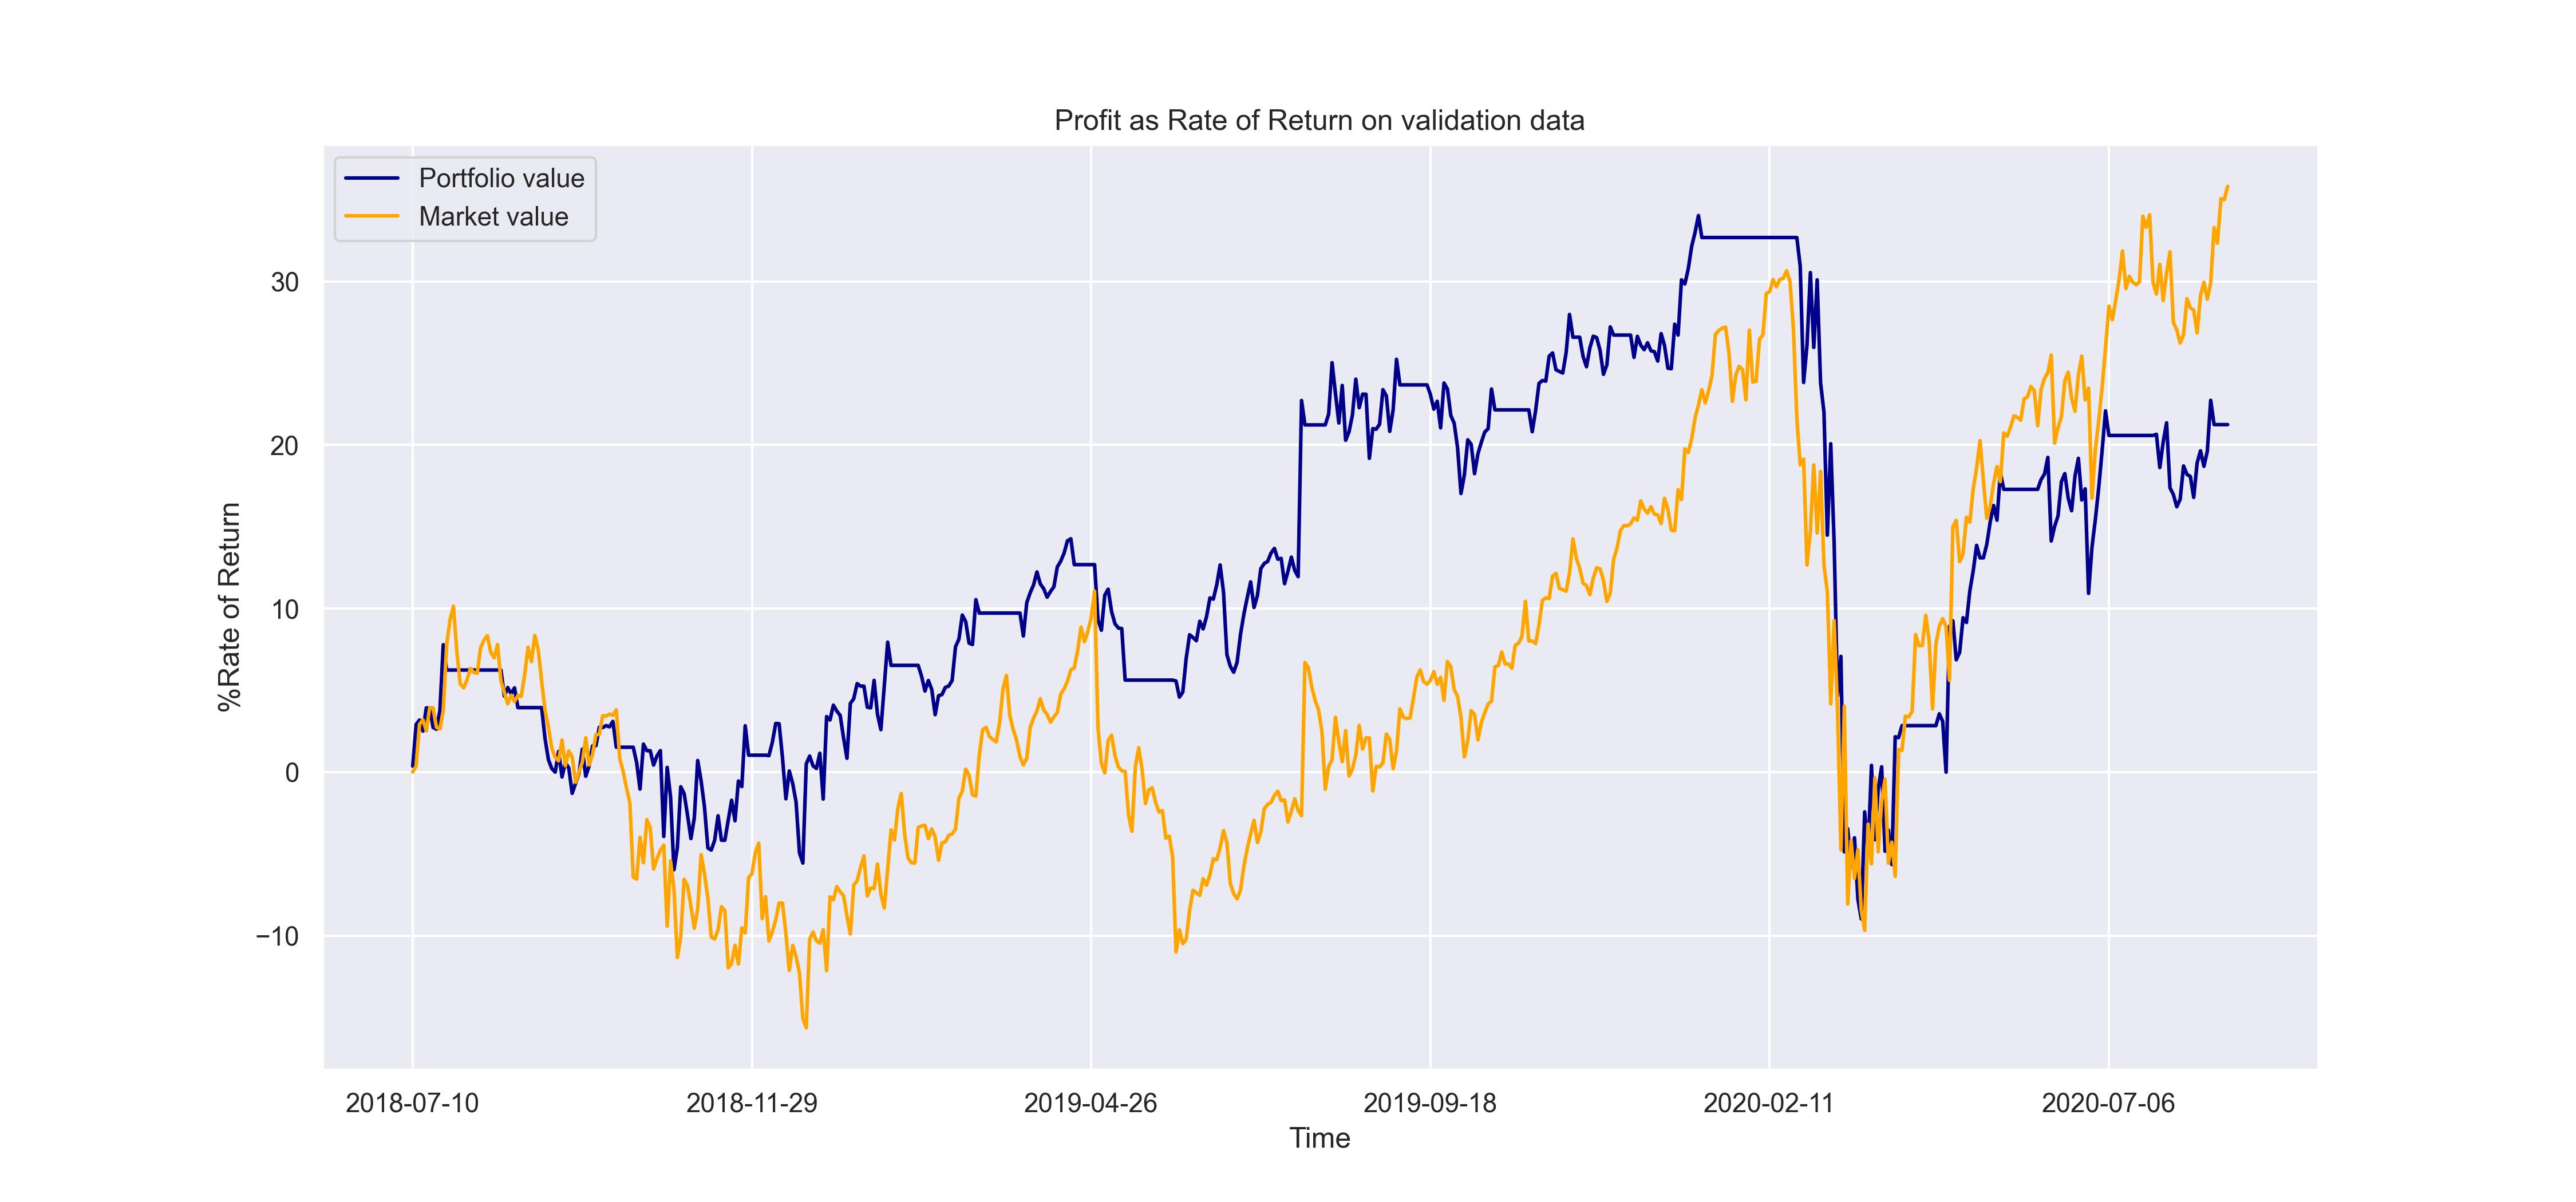 Profit as Rate of Return on validation data
Portfolio value
Market value
%Rate of Return
30
20
10
0
−10
2018-07-10
2018-11-29
2019-04-26
2019-09-18
2020-02-11
2020-07-06
Time